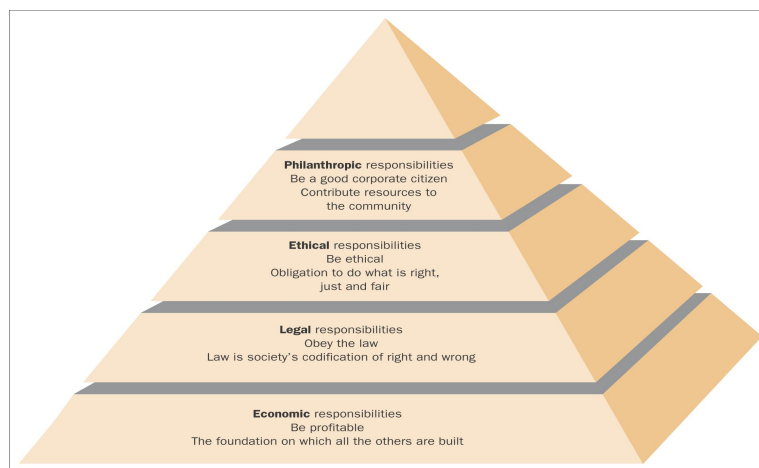 Philanthropic responsibilities
Be a good corporate citizen
Contribute resources to
the community
Ethical responsibilities
Be ethical
Obligation to do what is right,
just and fair
Legal responsibilities
Obey the law
Law is society's codification of right and wrong
Economic responsibilities
Be profitable
The foundation on which all the others are built